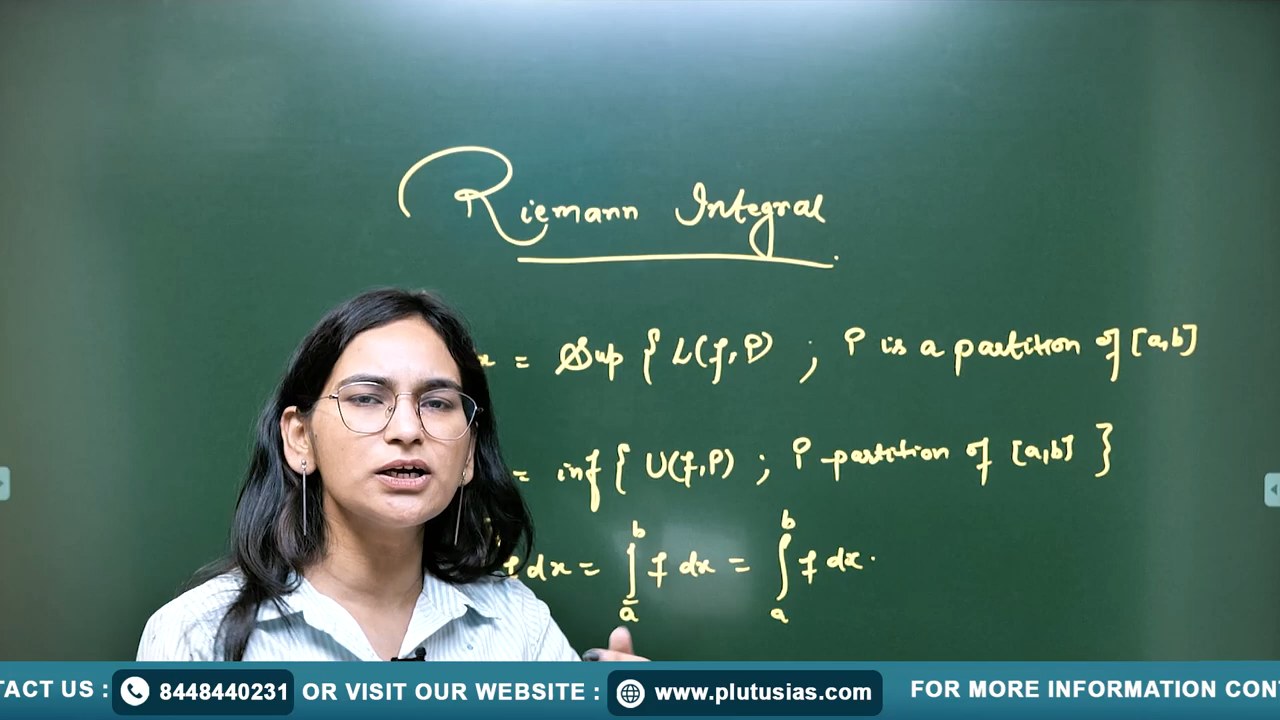 Riemann Integral
x = Sup { L(f,P) ; P is a partition of [a,b]
= inf { U(f,P) ; P partition of [a,b] }
f dx = ∫_a^b f dx = ∫_a^b f dx.
TACT US : 8448440231 OR VISIT OUR WEBSITE : www.plutusias.com FOR MORE INFORMATION CONT